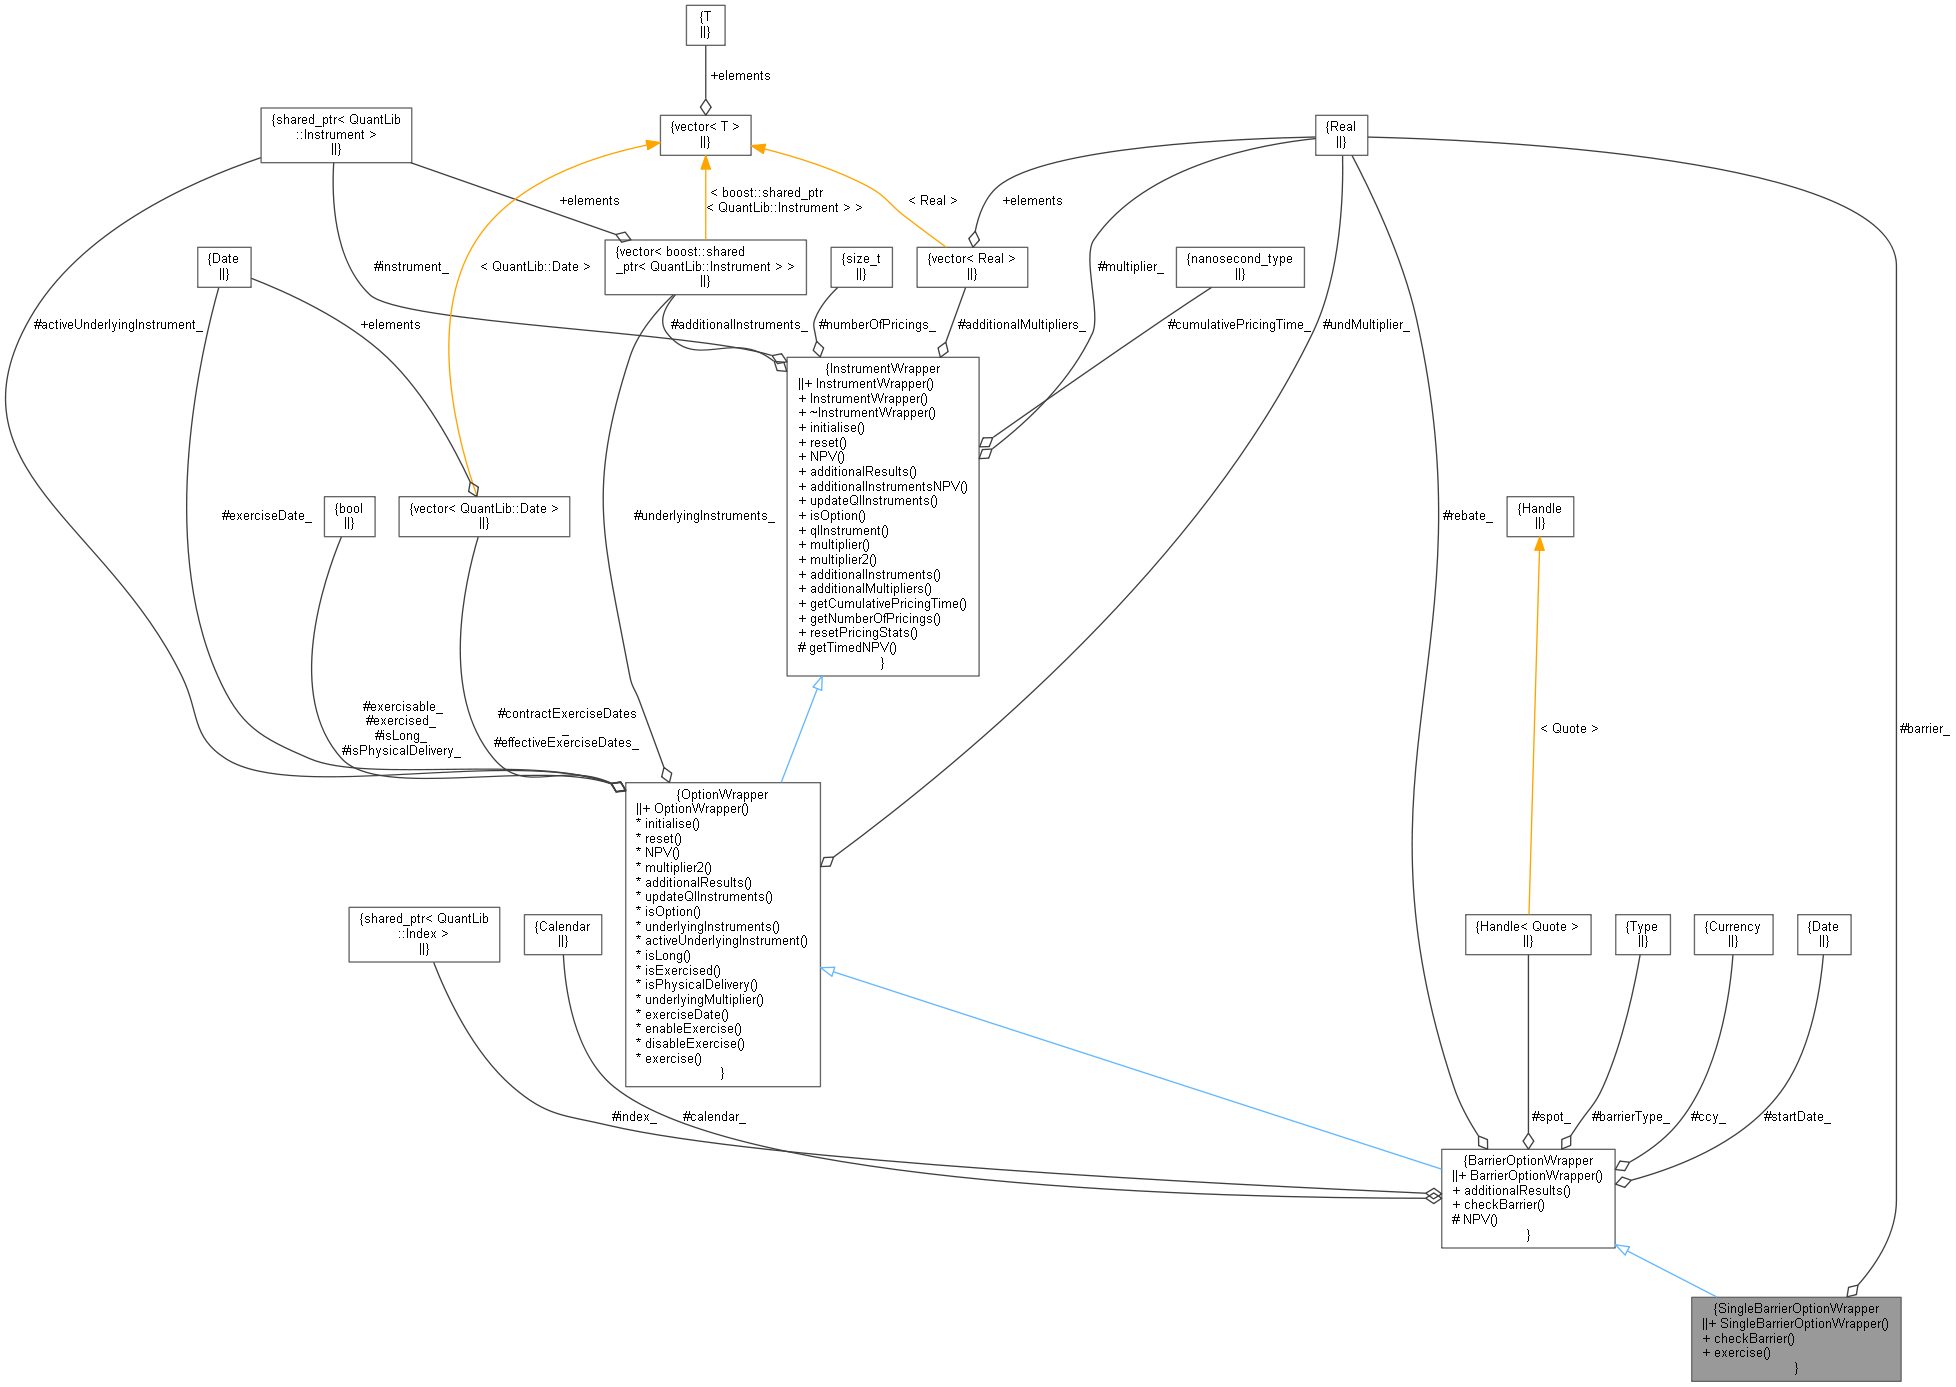 {T
||}
+elements
{shared_ptr< QuantLib
::Instrument >
||}
{vector< T >
||}
{Real
||}
< boost::shared_ptr
< QuantLib::Instrument > >
+elements
< Real >
+elements
{Date
||}
#instrument_
< QuantLib::Date >
{vector< boost::shared
_ptr< QuantLib::Instrument > >
||}
{size_t
||}
{vector< Real >
||}
#multiplier_
{nanosecond_type
||}
#activeUnderlyingInstrument_
+elements
#additionalInstruments_
#numberOfPricings_
#additionalMultipliers_
#cumulativePricingTime_
#undMultiplier_
{InstrumentWrapper
||+ InstrumentWrapper()
+ InstrumentWrapper()
+ ~InstrumentWrapper()
+ initialise()
+ reset()
+ NPV()
+ additionalResults()
+ additionalInstrumentsNPV()
+ updateQlInstruments()
+ isOption()
+ qlInstrument()
+ multiplier()
+ multiplier2()
+ additionalInstruments()
+ additionalMultipliers()
+ getCumulativePricingTime()
+ getNumberOfPricings()
+ resetPricingStats()
# getTimedNPV()
}
#exerciseDate_
{bool
||}
{vector< QuantLib::Date >
||}
#underlyingInstruments_
#rebate_
{Handle
||}
#exercisable_
#exercised_
#isLong_
#isPhysicalDelivery_
#contractExerciseDates
_
#effectiveExerciseDates_
< Quote >
#barrier_
{OptionWrapper
||+ OptionWrapper()
* initialise()
* reset()
* NPV()
* multiplier2()
* additionalResults()
* updateQlInstruments()
* isOption()
* underlyingInstruments()
* activeUnderlyingInstrument()
* isLong()
* isExercised()
* isPhysicalDelivery()
* underlyingMultiplier()
* exerciseDate()
* enableExercise()
* disableExercise()
* exercise()
}
{shared_ptr< QuantLib
::Index >
||}
{Calendar
||}
{Handle< Quote >
||}
{Type
||}
{Currency
||}
{Date
||}
#index_
#calendar_
#spot_
#barrierType_
#ccy_
#startDate_
{BarrierOptionWrapper
||+ BarrierOptionWrapper()
+ additionalResults()
+ checkBarrier()
# NPV()
}
{SingleBarrierOptionWrapper
||+ SingleBarrierOptionWrapper()
+ checkBarrier()
+ exercise()
}